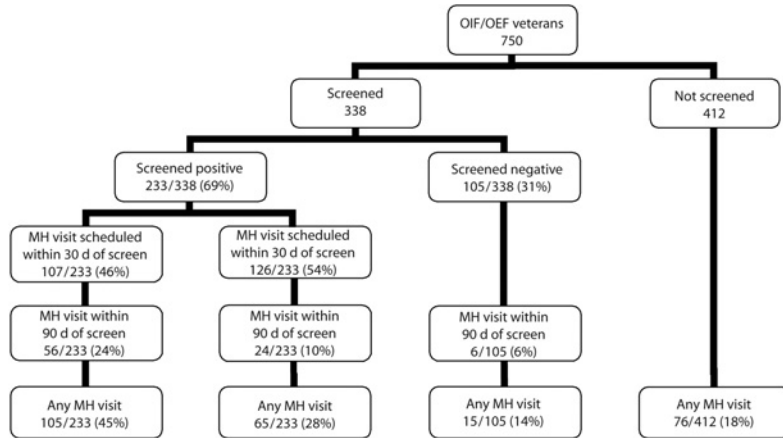 OIF/OEF veterans
750
Screened
338
Not screened
412
Screened positive
233/338 (69%)
Screened negative
105/338 (31%)
MH visit scheduled
within 30 d of screen
107/233 (46%)
MH visit scheduled
within 30 d of screen
126/233 (54%)
MH visit within
90 d of screen
56/233 (24%)
MH visit within
90 d of screen
24/233 (10%)
MH visit within
90 d of screen
6/105 (6%)
Any MH visit
105/233 (45%)
Any MH visit
65/233 (28%)
Any MH visit
15/105 (14%)
Any MH visit
76/412 (18%)